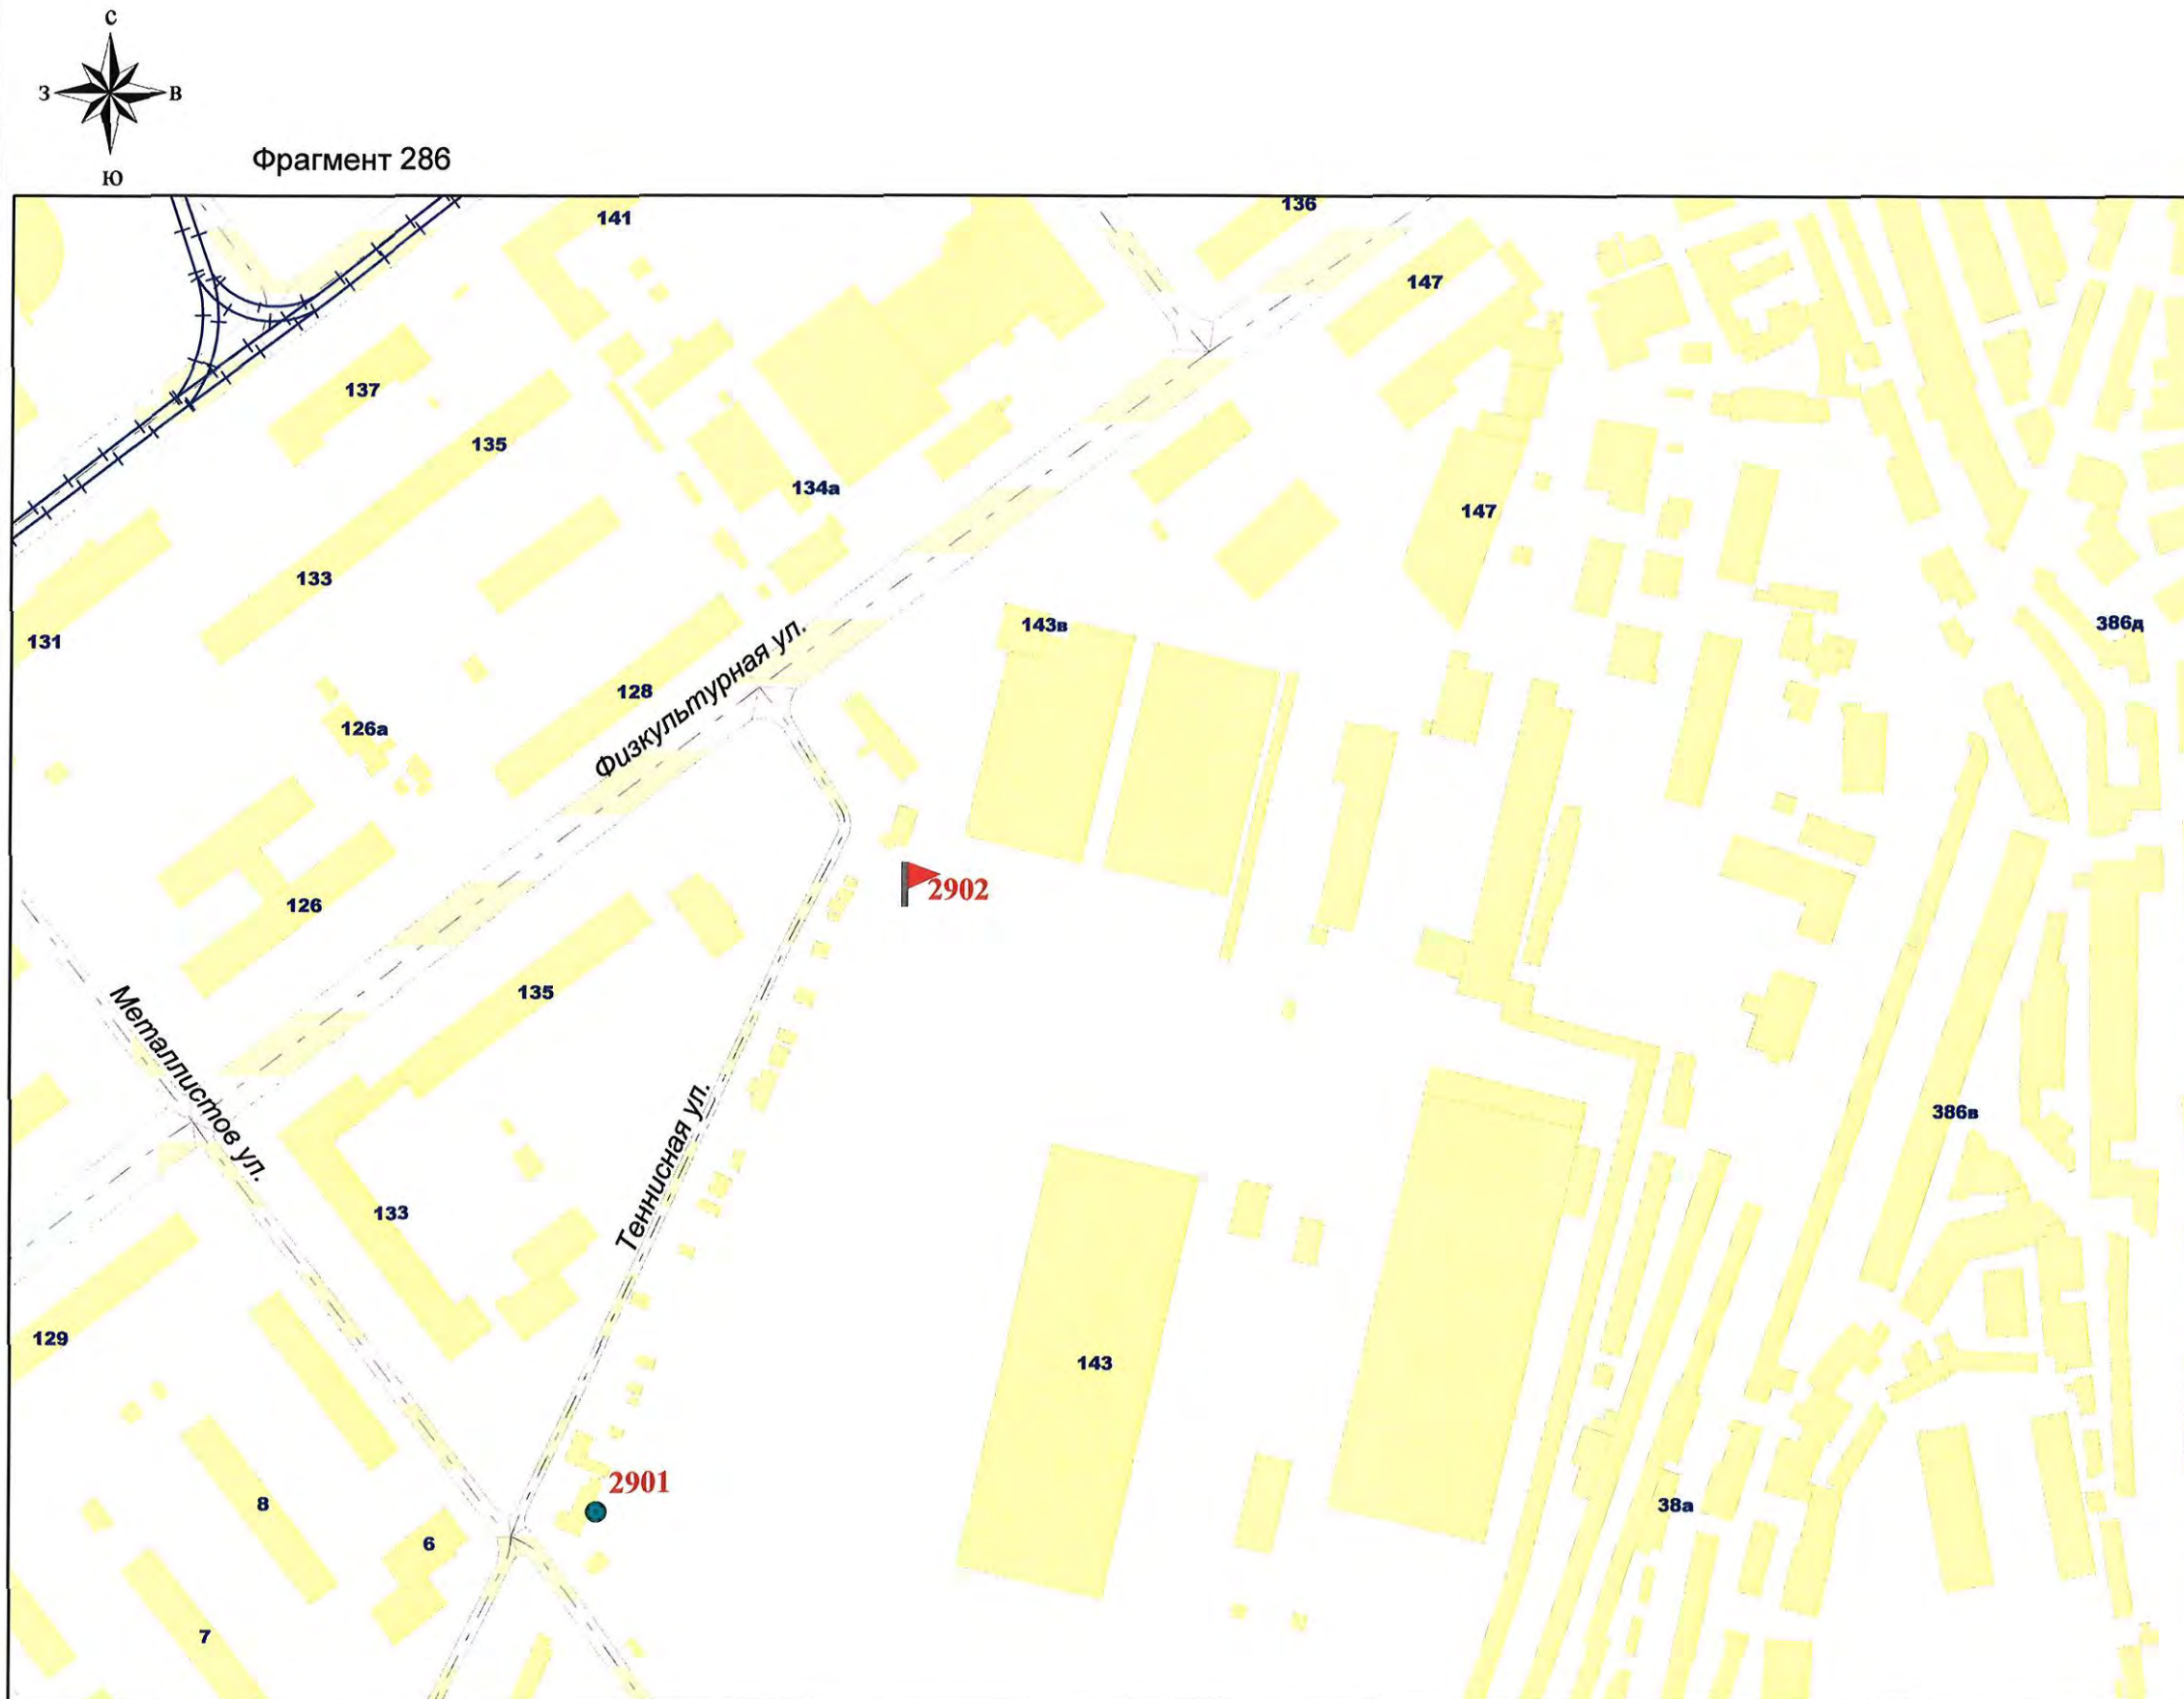 С
З
В
Ю
Фрагмент 286
141
136
147
137
135
134а
147
133
143в
386д
131
128
Физкультурная ул.
126а
2902
126
135
Металлистов ул.
386в
Теннисная ул.
133
129
143
2901
38а
8
6
7